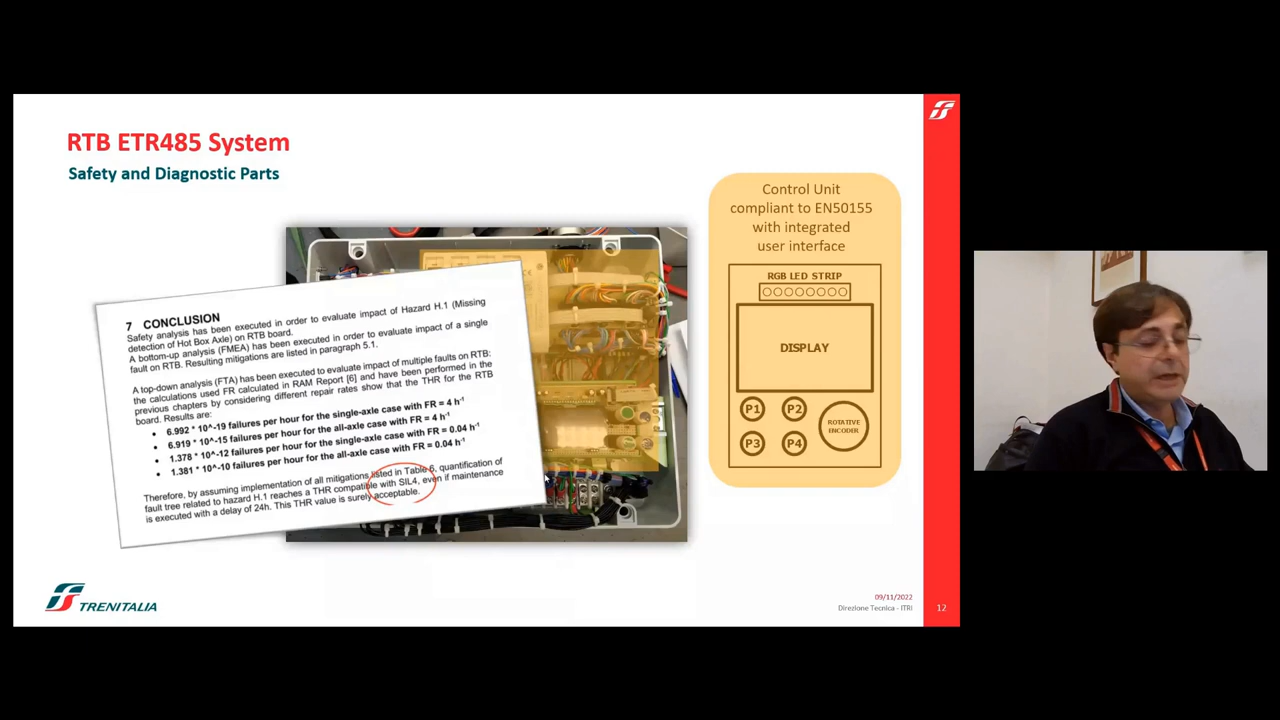 RTB ETR485 System
Safety and Diagnostic Parts
7 CONCLUSION
Safety analysis has been executed in order to evaluate impact of Hazard H.1 (Missing
detection of Hot Box Axle) on RTB board.
A bottom-up analysis (FMEA) has been executed in order to evaluate impact of a single
fault on RTB. Resulting mitigations are listed in paragraph 5.1.
A top-down analysis (FTA) has been executed to evaluate impact of multiple faults on RTB:
the calculations used FR calculated in RAM Report [6] and have been performed in the
previous chapters by considering different repair rates show that the THR for the RTB
board. Results are:
• 6.992 * 10^-19 failures per hour for the single-axle case with FR = 4 h-1
• 6.919 * 10^-15 failures per hour for the all-axle case with FR = 4 h-1
• 1.378 * 10^-12 failures per hour for the single-axle case with FR = 0.04 h-1
• 1.381 * 10^-10 failures per hour for the all-axle case with FR = 0.04 h-1
Therefore, by assuming implementation of all mitigations listed in Table 6, quantification of
fault tree related to hazard H.1 reaches a THR compatible with SIL4, even if maintenance
is executed with a delay of 24h. This THR value is surely acceptable.
Control Unit
compliant to EN50155
with integrated
user interface
RGB LED STRIP
DISPLAY
P1 P2
P3 P4
ROTATIVE
ENCODER
TRENITALIA
09/11/2022
Direzione Tecnica - ITRI
12